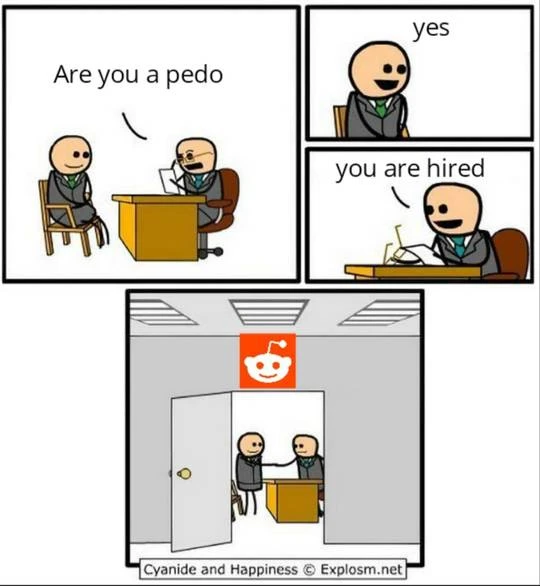 Are you a pedo
yes
you are hired
Cyanide and Happiness © Explosm.net